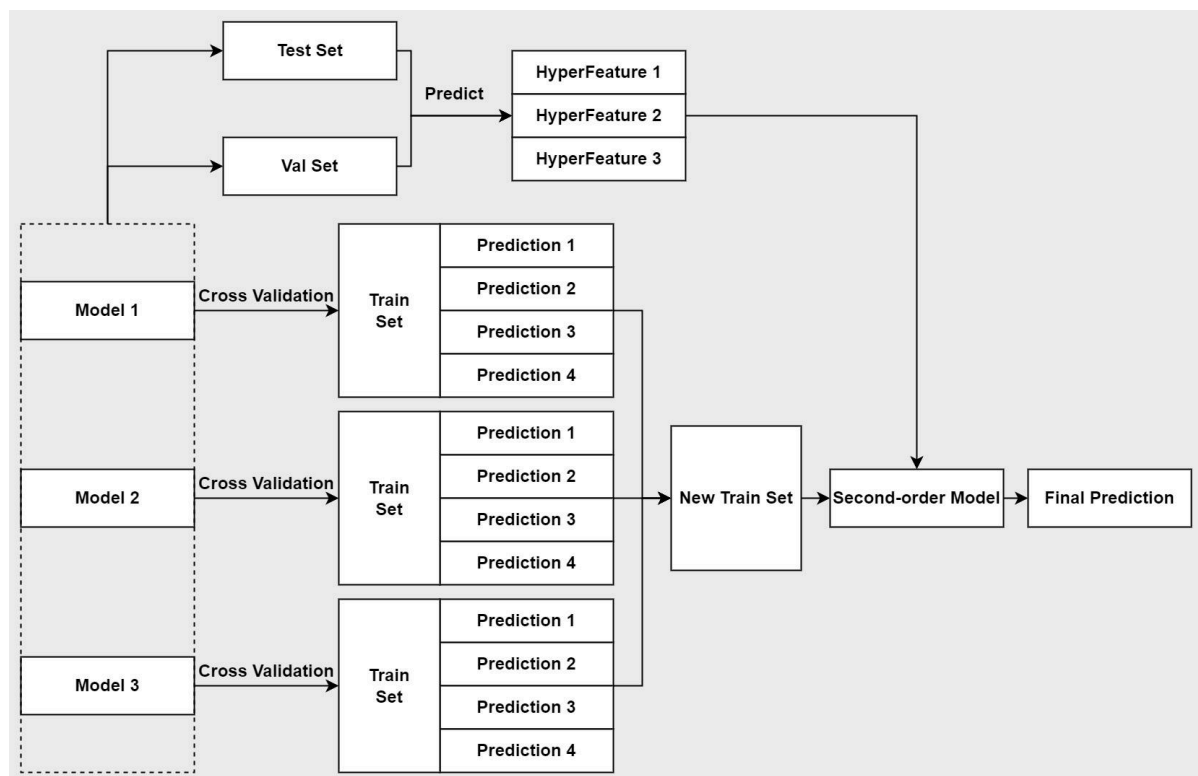 Test Set
Predict
Val Set
HyperFeature 1
HyperFeature 2
HyperFeature 3
Model 1
Cross Validation
Train
Set
Prediction 1
Prediction 2
Prediction 3
Prediction 4
Model 2
Cross Validation
Train
Set
Prediction 1
Prediction 2
Prediction 3
Prediction 4
Model 3
Cross Validation
Train
Set
Prediction 1
Prediction 2
Prediction 3
Prediction 4
New Train Set
Second-order Model
Final Prediction